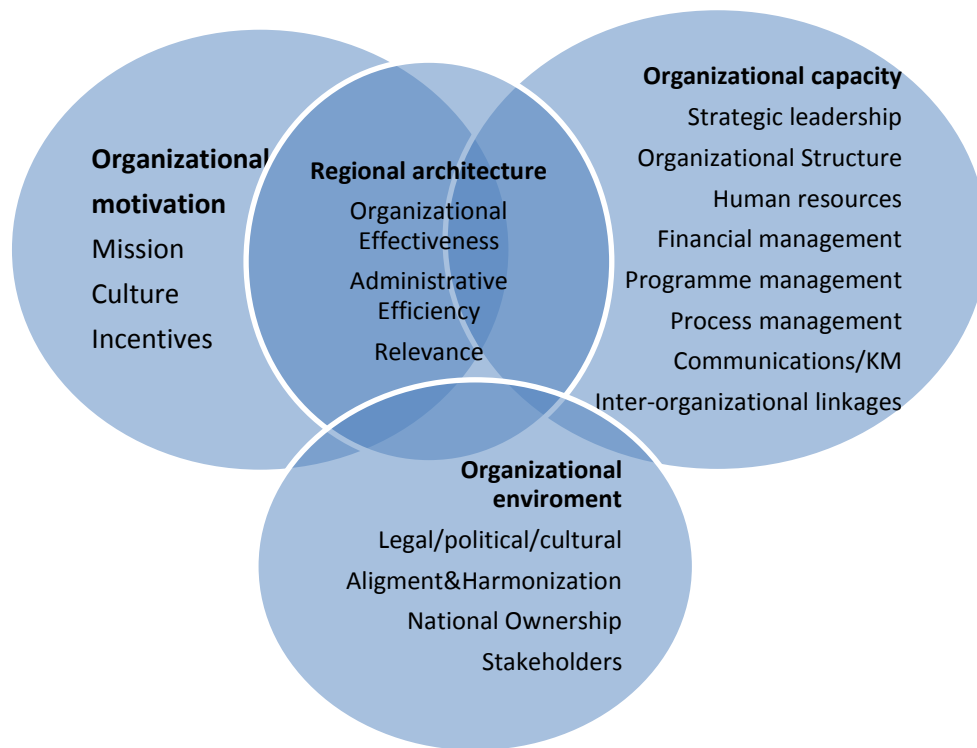 Organizational
motivation
Mission
Culture
Incentives
Regional architecture
Organizational
Effectiveness
Administrative
Efficiency
Relevance
Organizational capacity
Strategic leadership
Organizational Structure
Human resources
Financial management
Programme management
Process management
Communications/KM
Inter-organizational linkages
Organizational
enviroment
Legal/political/cultural
Aligment&Harmonization
National Ownership
Stakeholders